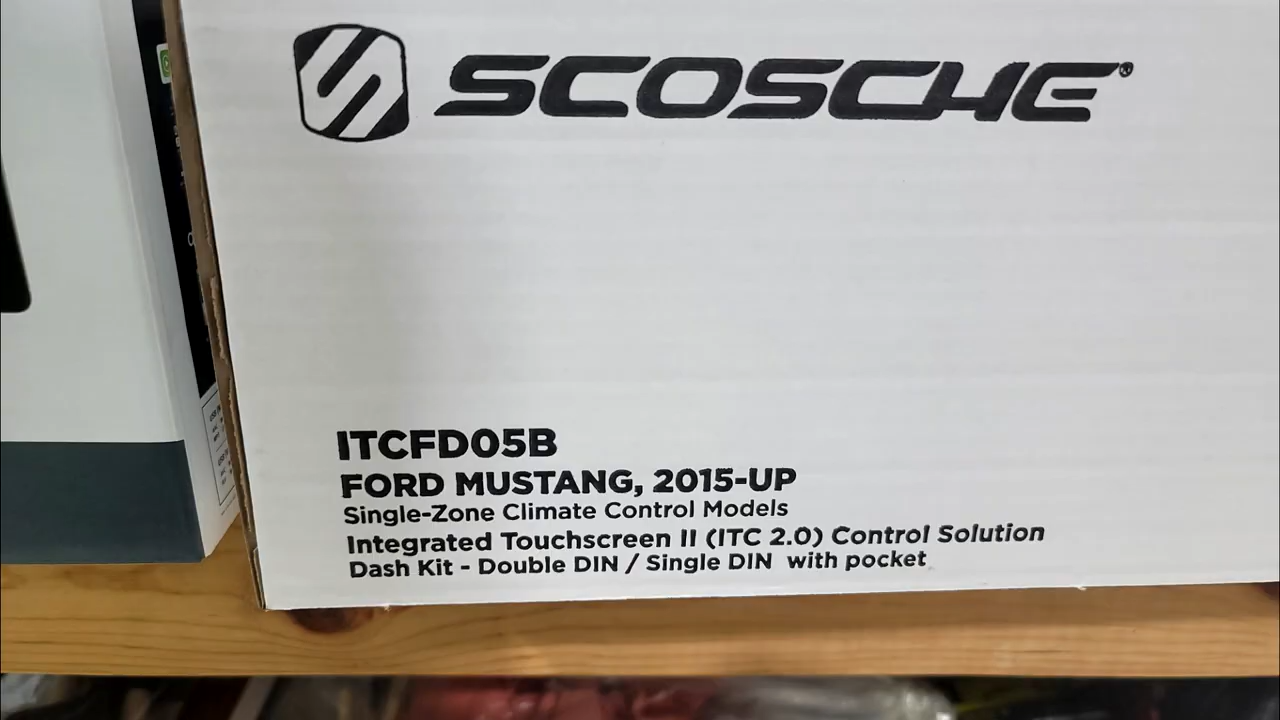 SCOSCHE®
ITCFD05B
FORD MUSTANG, 2015-UP
Single-Zone Climate Control Models
Integrated Touchscreen II (ITC 2.0) Control Solution
Dash Kit - Double DIN / Single DIN with pocket